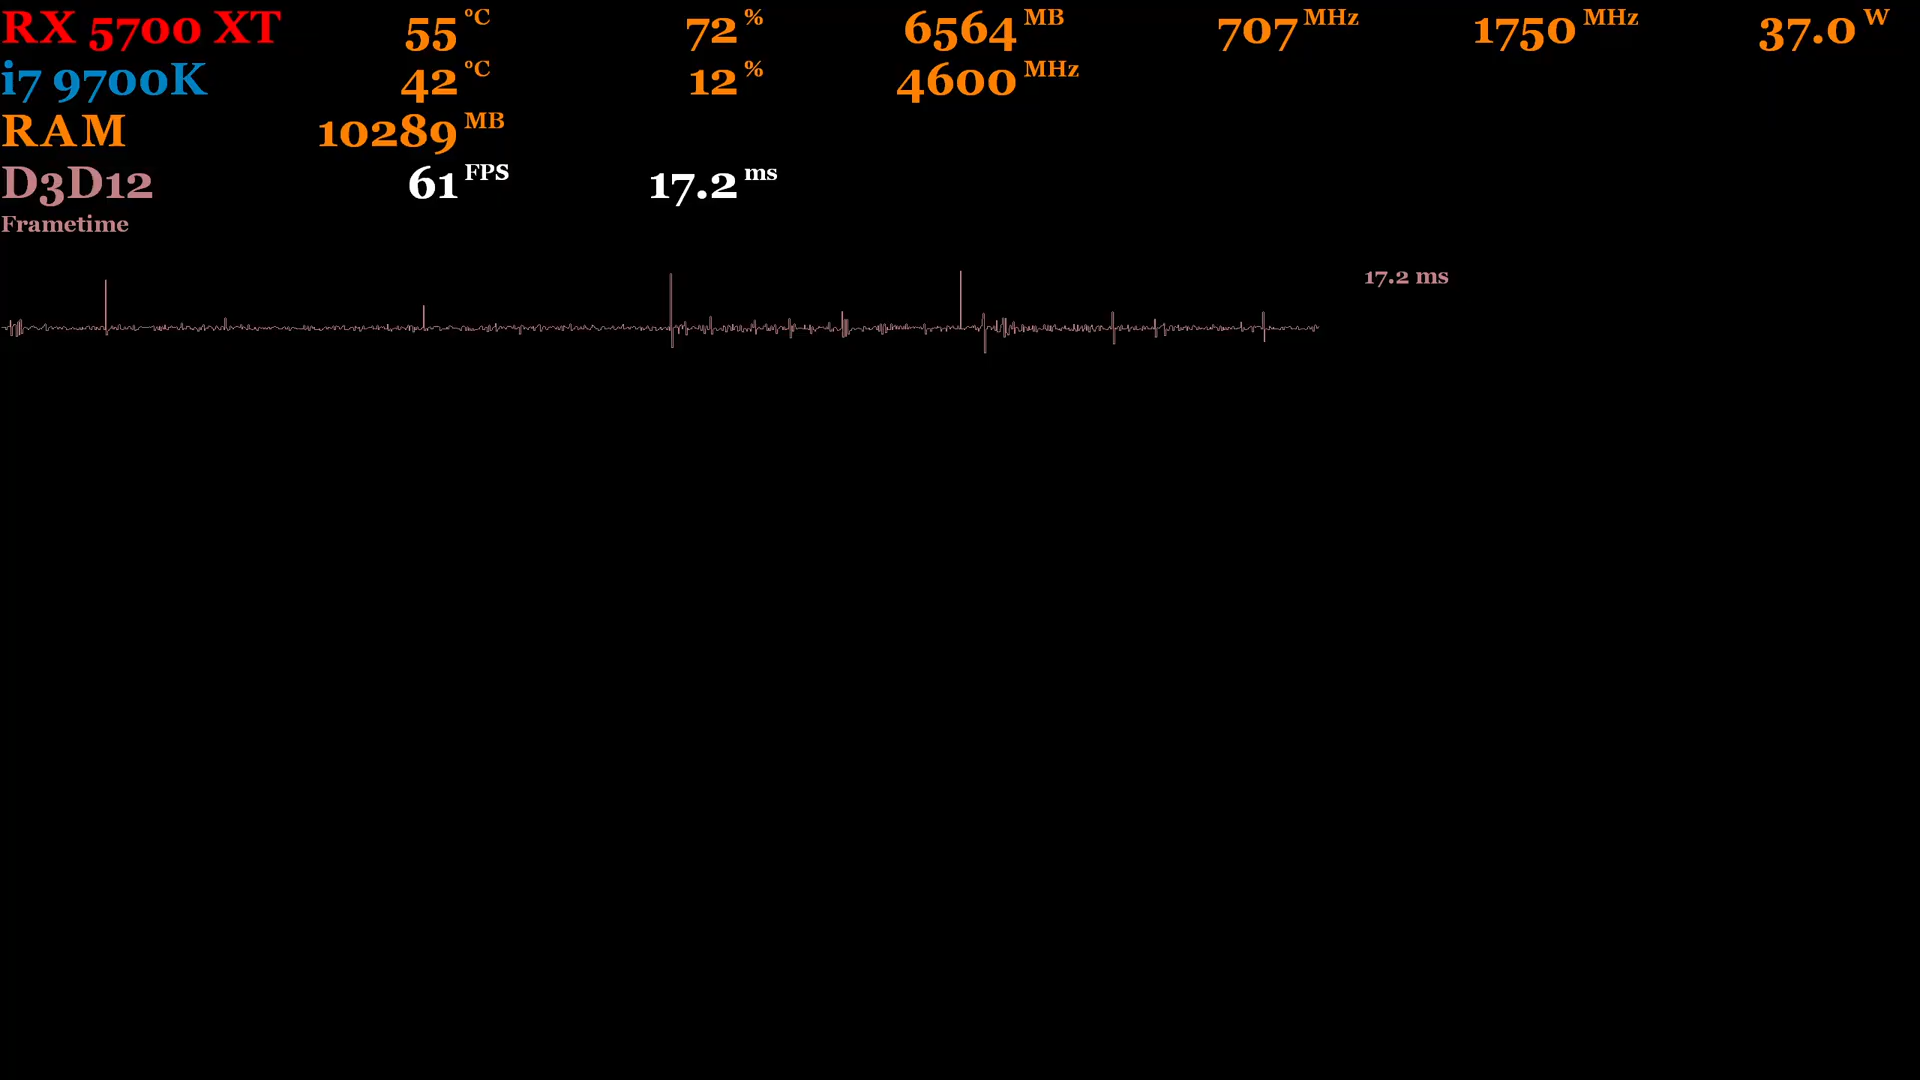 RX 5700 XT 55 °C 72 % 6564 MB 707 MHz 1750 MHz 37.0 W
i7 9700K 42 °C 12 % 4600 MHz
RAM 10289 MB
D3D12 61 FPS 17.2 ms
Frametime
17.2 ms